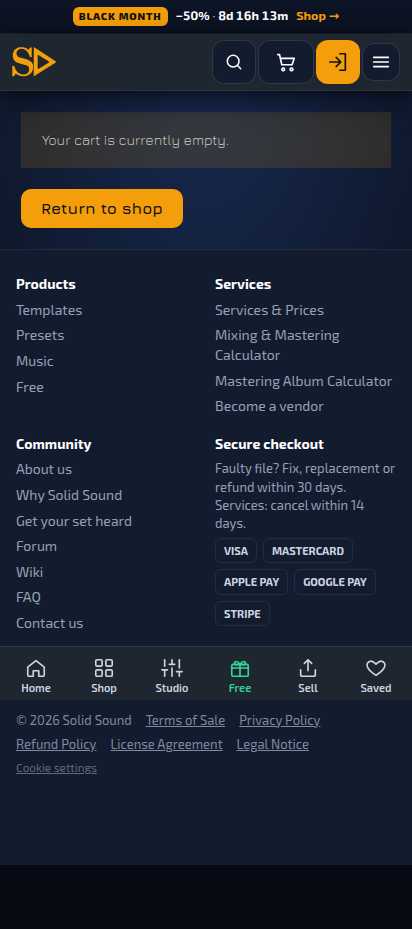 BLACK MONTH −50% · 8d 16h 13m Shop →
SD
Your cart is currently empty.
Return to shop
Products
Templates
Presets
Music
Free
Services
Services & Prices
Mixing & Mastering
Calculator
Mastering Album Calculator
Become a vendor
Community
About us
Why Solid Sound
Get your set heard
Forum
Wiki
FAQ
Contact us
Secure checkout
Faulty file? Fix, replacement or
refund within 30 days.
Services: cancel within 14
days.
VISA MASTERCARD
APPLE PAY GOOGLE PAY
STRIPE
Home Shop Studio Free Sell Saved
© 2026 Solid Sound Terms of Sale Privacy Policy
Refund Policy License Agreement Legal Notice
Cookie settings